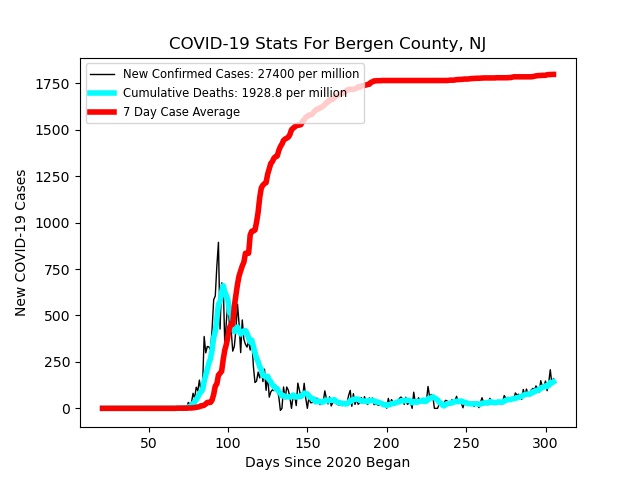 COVID-19 Stats For Bergen County, NJ
New Confirmed Cases: 27400 per million
Cumulative Deaths: 1928.8 per million
7 Day Case Average
New COVID-19 Cases
1750
1500
1250
1000
750
500
250
0
50 100 150 200 250 300
Days Since 2020 Began